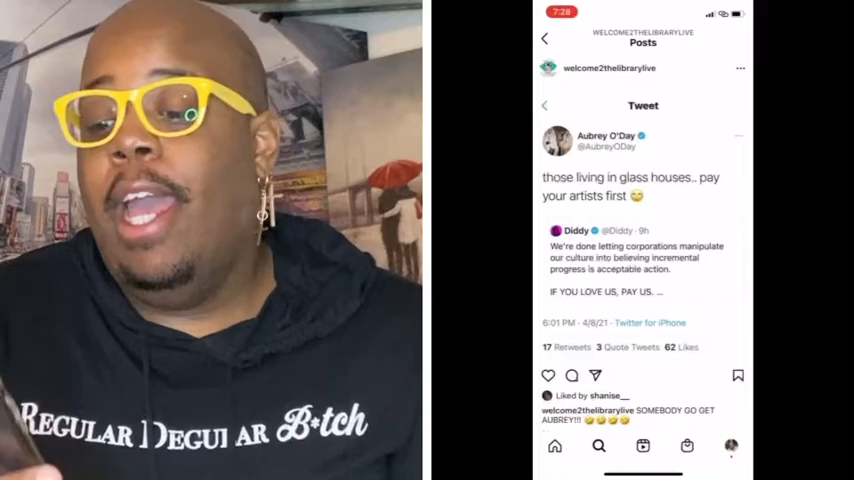 REGULAR DEGULAR B*tch
7:28
WELCOME2THELIBRARYLIVE
Posts
welcome2thelibrarylive
Tweet
Aubrey O'Day
@AubreyODay
those living in glass houses.. pay
your artists first 😅
Diddy @Diddy · 9h
We're done letting corporations manipulate
our culture into believing incremental
progress is acceptable action.
IF YOU LOVE US, PAY US. ...
6:01 PM · 4/8/21 · Twitter for iPhone
17 Retweets 3 Quote Tweets 62 Likes
Liked by shanise__
welcome2thelibrarylive SOMEBODY GO GET
AUBREY!!! 🤣🤣🤣🤣